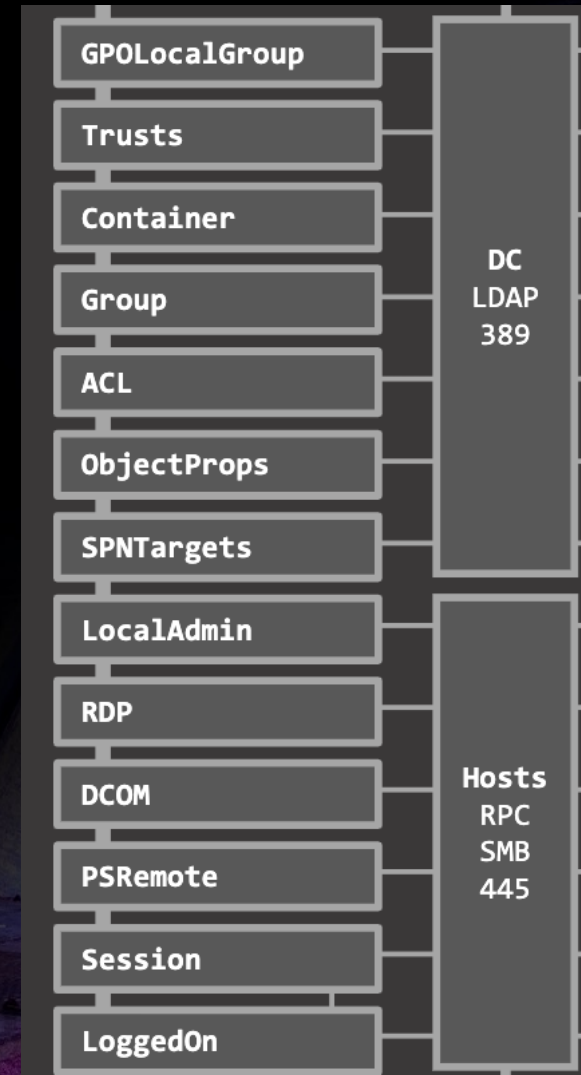 GPOLocalGroup
Trusts
Container
Group
ACL
ObjectProps
SPNTargets
LocalAdmin
RDP
DCOM
PSRemote
Session
LoggedOn
DC
LDAP
389
Hosts
RPC
SMB
445